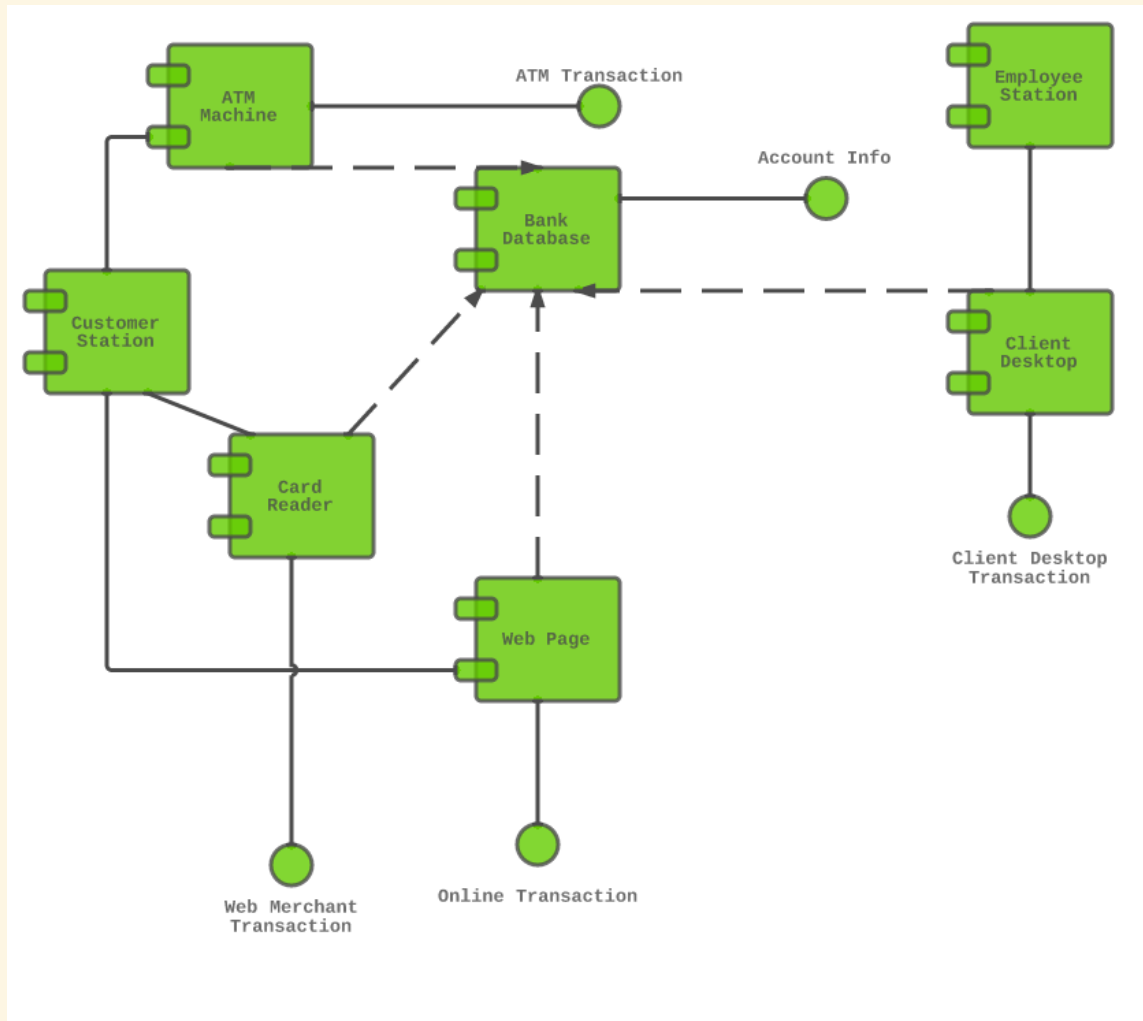 ATM Transaction
Employee
Station
ATM
Machine
Account Info
Bank
Database
Customer
Station
Client
Desktop
Card
Reader
Client Desktop
Transaction
Web Page
Online Transaction
Web Merchant
Transaction